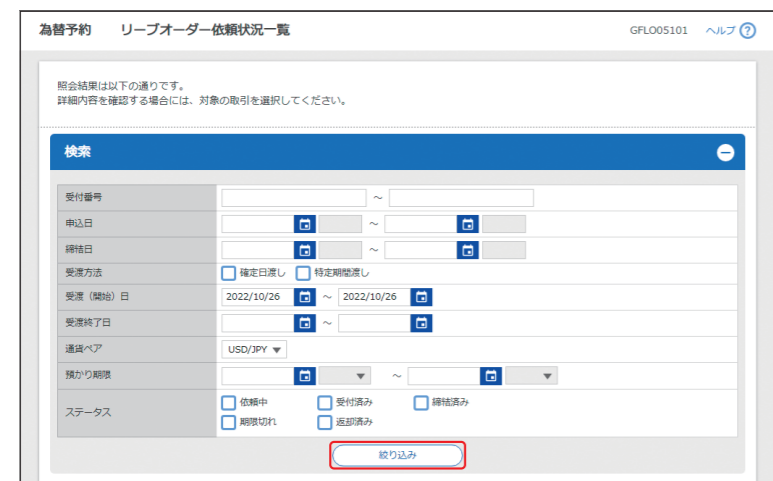 為替予約 リーブオーダー依頼状況一覧 GFLO05101 ヘルプ ?
照会結果は以下の通りです。
詳細内容を確認する場合には、対象の取引を選択してください。
検索
受付番号 ～
申込日 ～
締結日 ～
受渡方法 確定日渡し 特定期間渡し
受渡（開始）日 2022/10/26 ～ 2022/10/26
受渡終了日 ～
通貨ペア USD/JPY ▼
預かり期限 ▼ ～ ▼
ステータス 依頼中 受付済み 締結済み
期限切れ 返却済み
絞り込み